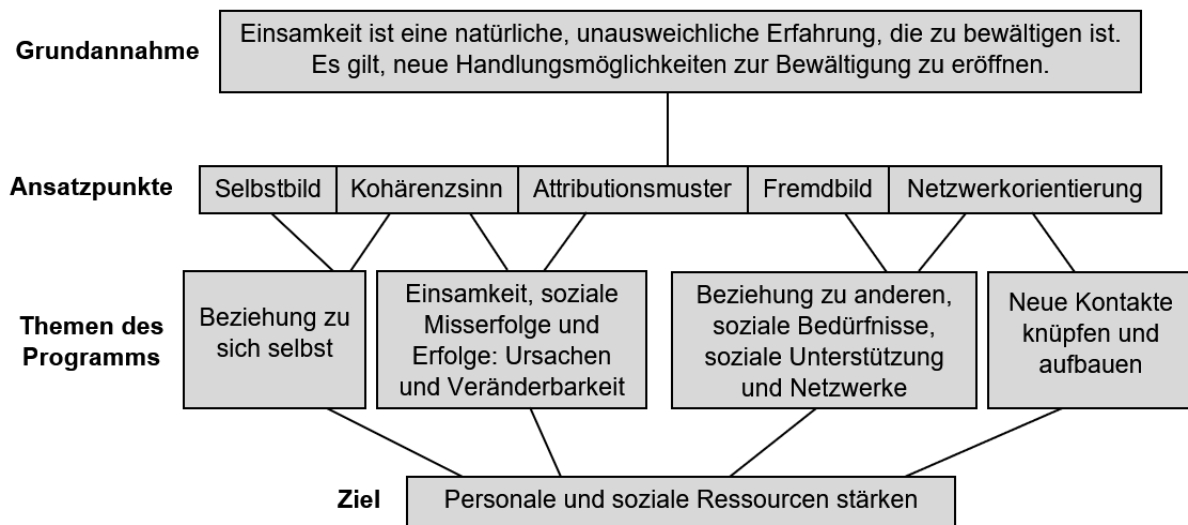 Grundannahme
Einsamkeit ist eine natürliche, unausweichliche Erfahrung, die zu bewältigen ist.
Es gilt, neue Handlungsmöglichkeiten zur Bewältigung zu eröffnen.
Ansatzpunkte
Selbstbild
Kohärenzsinn
Attributionsmuster
Fremdbild
Netzwerkorientierung
Themen des
Programms
Beziehung zu
sich selbst
Einsamkeit, soziale
Misserfolge und
Erfolge: Ursachen
und Veränderbarkeit
Beziehung zu anderen,
soziale Bedürfnisse,
soziale Unterstützung
und Netzwerke
Neue Kontakte
knüpfen und
aufbauen
Ziel
Personale und soziale Ressourcen stärken